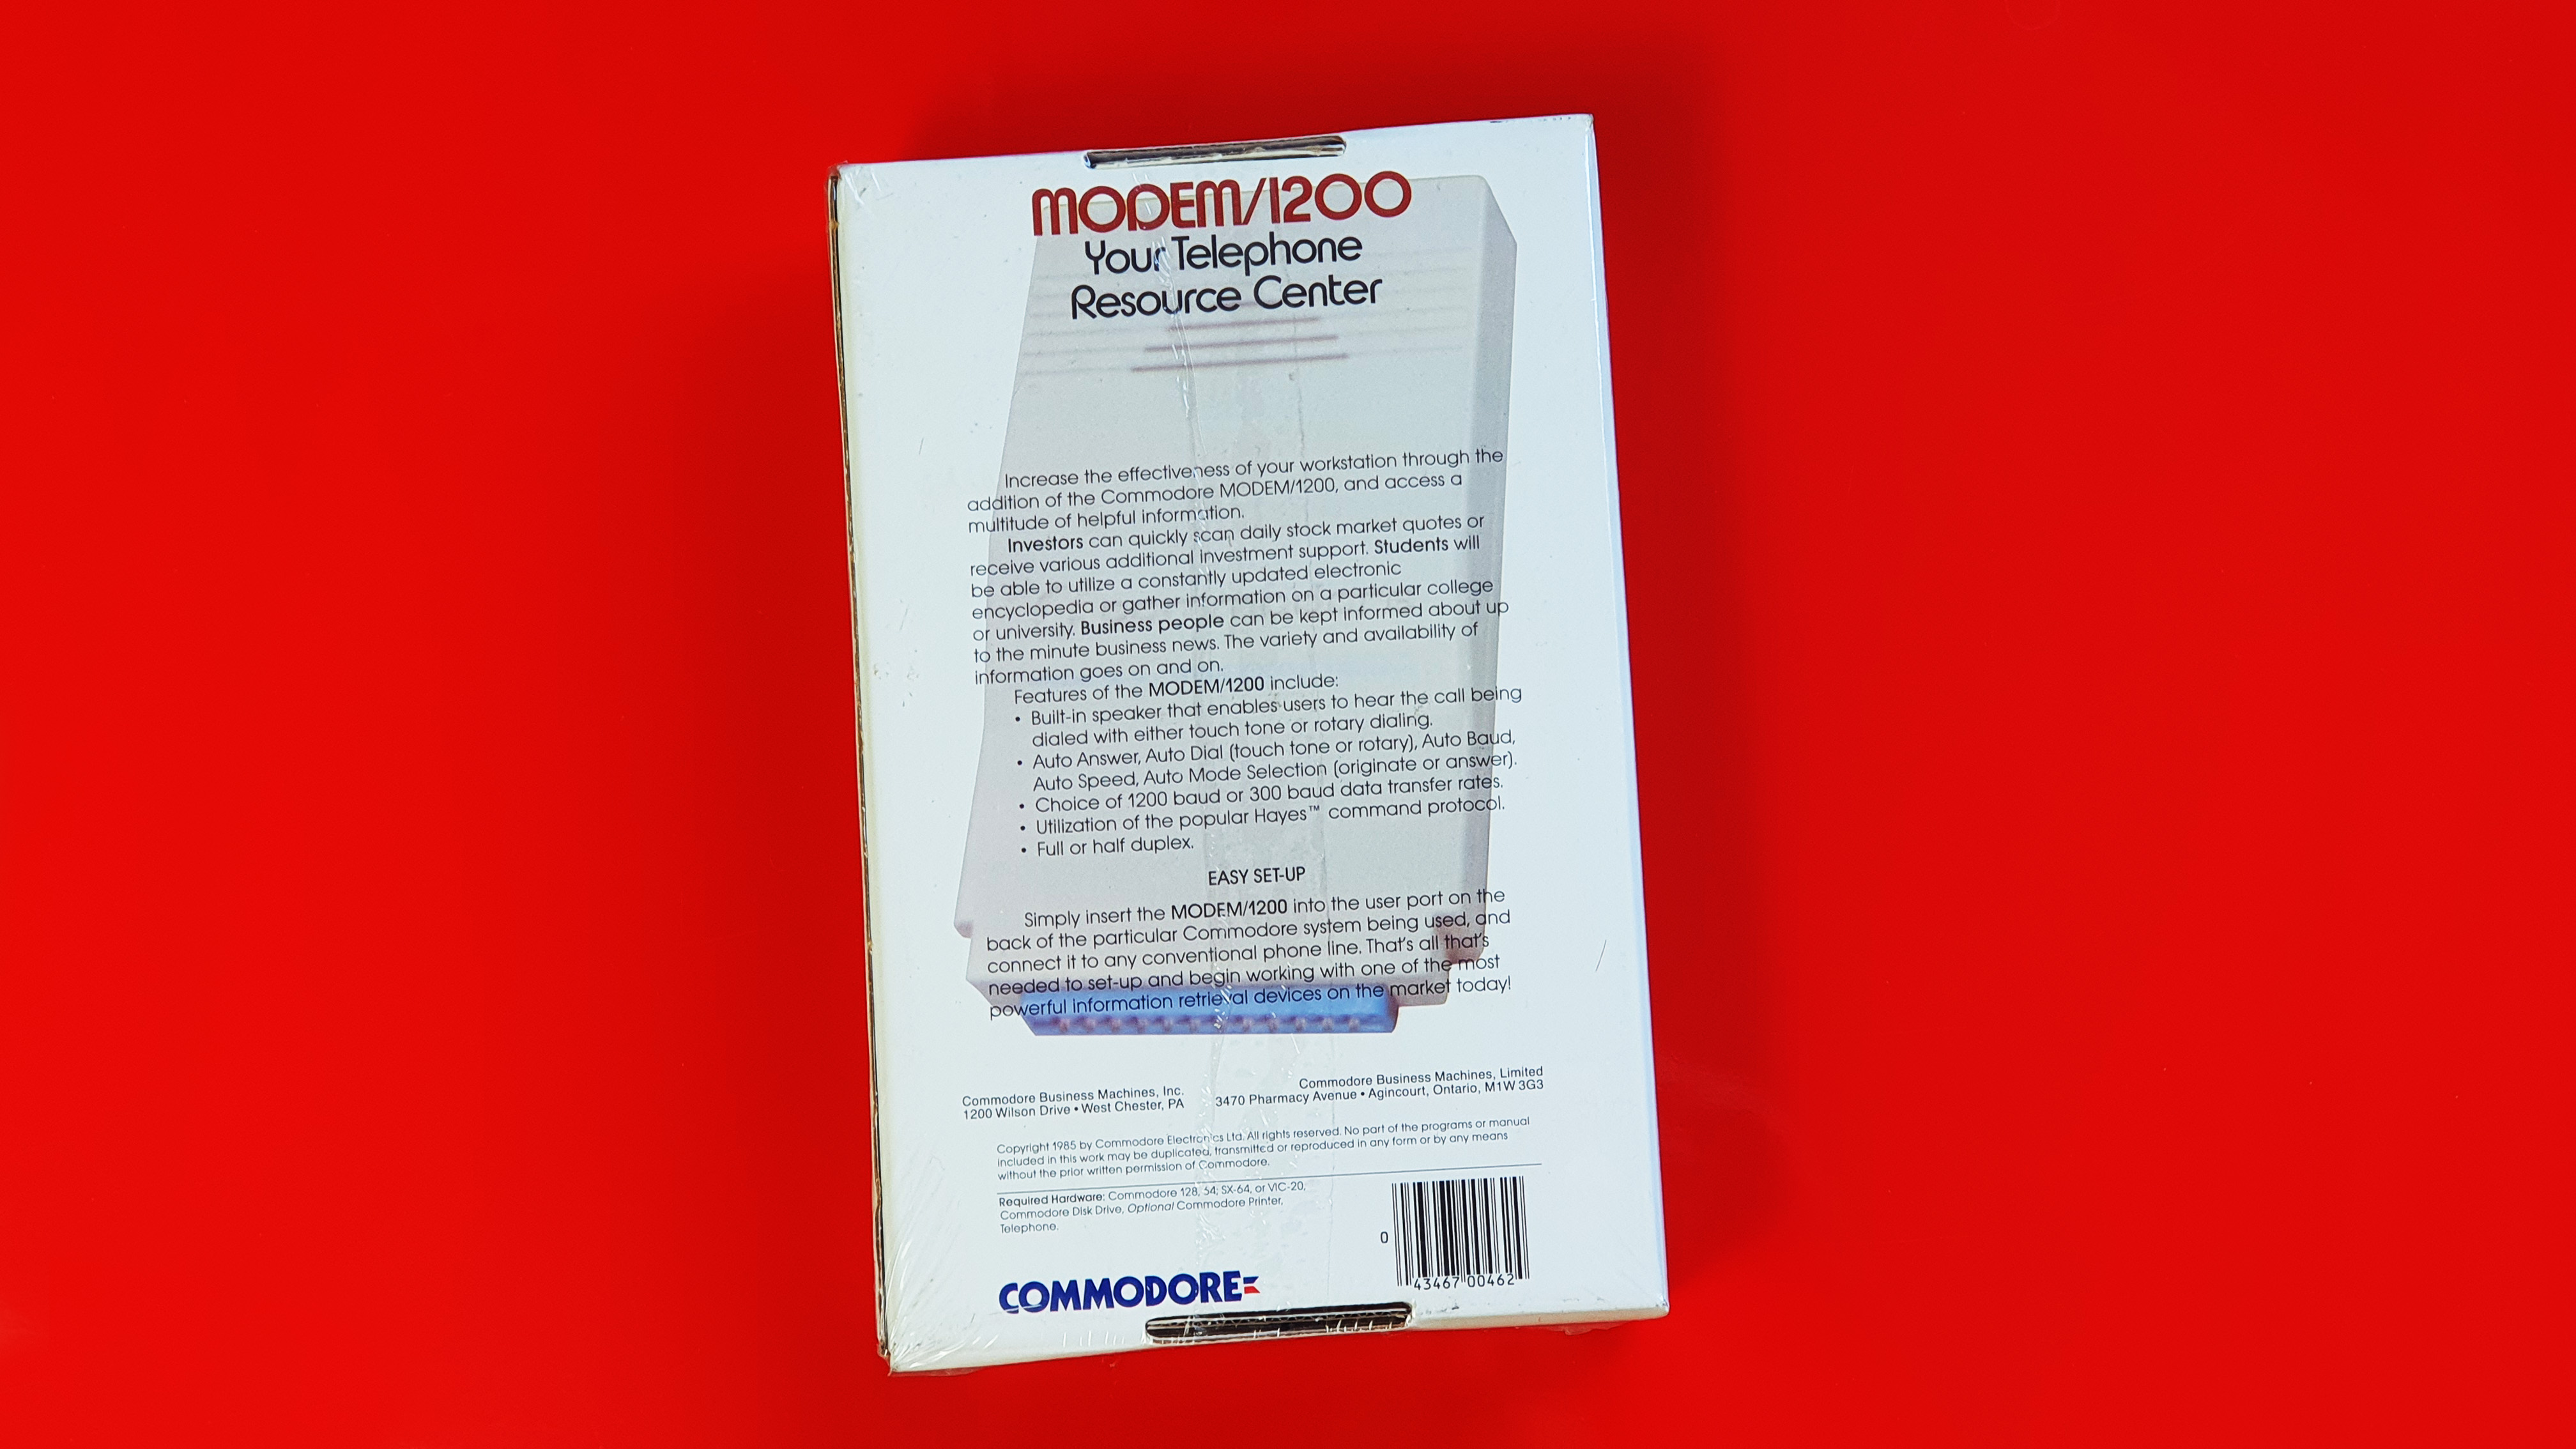 MODEM/1200
Your Telephone
Resource Center
Increase the effectiveness of your workstation through the
addition of the Commodore MODEM/1200, and access a
multitude of helpful information.
Investors can quickly scan daily stock market quotes or
receive various additional investment support. Students will
be able to utilize a constantly updated electronic
encyclopedia or gather information on a particular college
or university. Business people can be kept informed about up
to the minute business news. The variety and availability of
information goes on and on.
Features of the MODEM/1200 include:
• Built-in speaker that enables users to hear the call being
dialed with either touch tone or rotary dialing.
• Auto Answer, Auto Dial (touch tone or rotary), Auto Baud,
Auto Speed, Auto Mode Selection (originate or answer).
• Choice of 1200 baud or 300 baud data transfer rates.
• Utilization of the popular Hayes™ command protocol.
• Full or half duplex.
EASY SET-UP
Simply insert the MODEM/1200 into the user port on the
back of the particular Commodore system being used, and
connect it to any conventional phone line. That's all that's
needed to set-up and begin working with one of the most
powerful information retrieval devices on the market today!
Commodore Business Machines, Inc.
1200 Wilson Drive • West Chester, PA
Commodore Business Machines, Limited
3470 Pharmacy Avenue • Agincourt, Ontario, M1W 3G3
Copyright 1985 by Commodore Electronics Ltd. All rights reserved. No part of the programs or manual
included in this work may be duplicated, transmitted or reproduced in any form or by any means
without the prior written permission of Commodore.
Required Hardware: Commodore 128, 64, SX-64, or VIC-20,
Commodore Disk Drive, Optional Commodore Printer,
Telephone.
0 43467 00462
COMMODORE